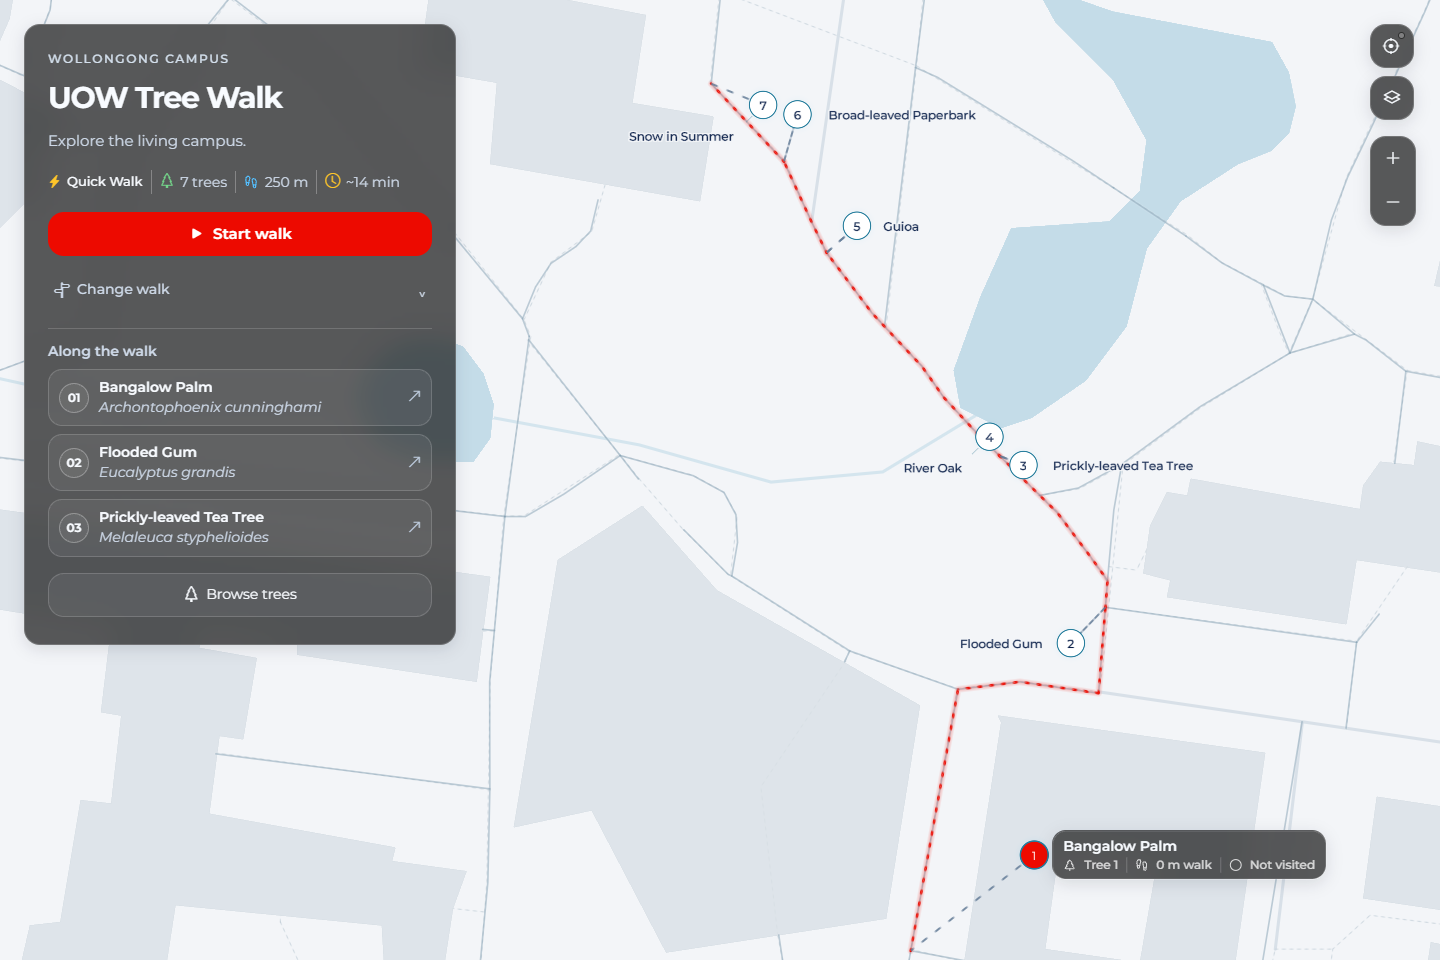 WOLLONGONG CAMPUS
UOW Tree Walk
Explore the living campus.
Quick Walk
7 trees
250 m
~14 min
Start walk
Change walk
Along the walk
01
Bangalow Palm
Archontophoenix cunninghami
02
Flooded Gum
Eucalyptus grandis
03
Prickly-leaved Tea Tree
Melaleuca styphelioides
Browse trees
7
6
Broad-leaved Paperbark
Snow in Summer
5
Guioa
4
River Oak
3
Prickly-leaved Tea Tree
Flooded Gum
2
1
Bangalow Palm
Tree 1
0 m walk
Not visited